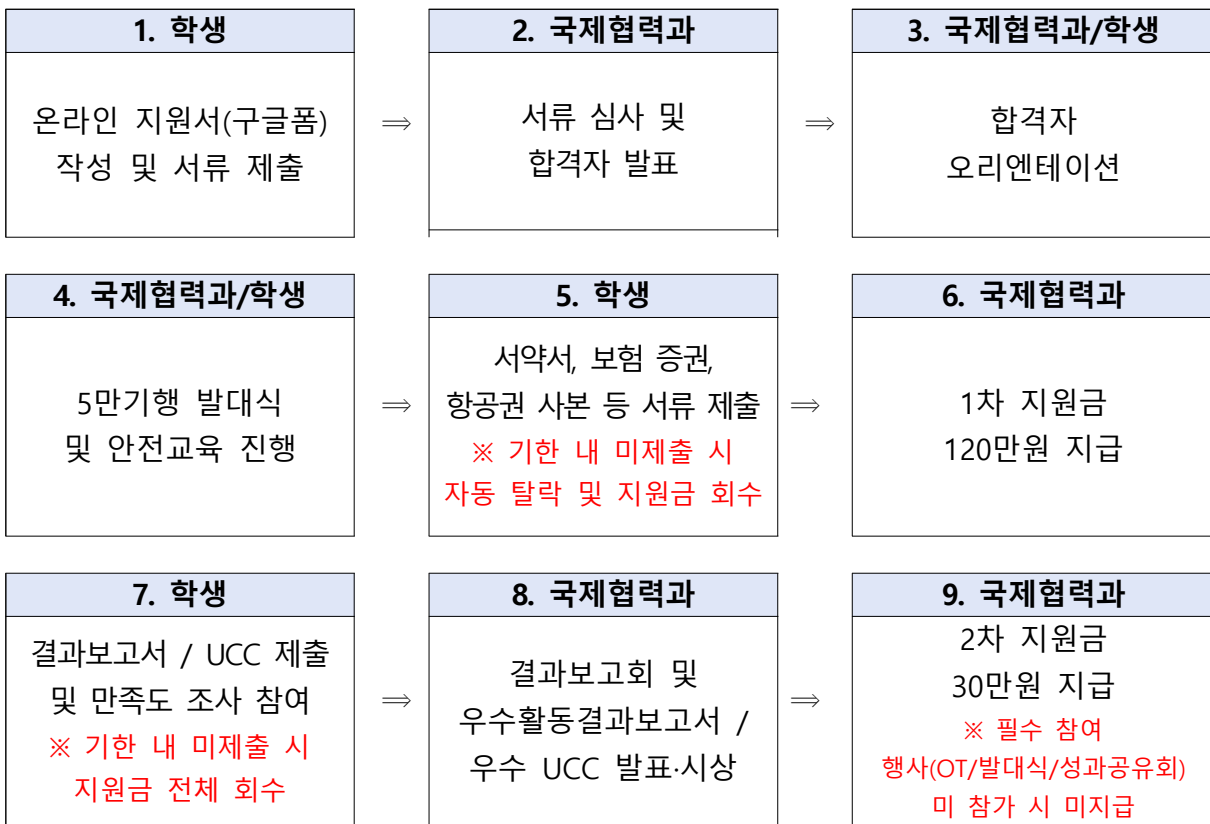 1. 학생
온라인 지원서(구글폼)
작성 및 서류 제출
⇒
2. 국제협력과
서류 심사 및
합격자 발표
⇒
3. 국제협력과/학생
합격자
오리엔테이션
4. 국제협력과/학생
5만기행 발대식
및 안전교육 진행
⇒
5. 학생
서약서, 보험 증권,
항공권 사본 등 서류 제출
※ 기한 내 미제출 시
자동 탈락 및 지원금 회수
⇒
6. 국제협력과
1차 지원금
120만원 지급
7. 학생
결과보고서 / UCC 제출
및 만족도 조사 참여
※ 기한 내 미제출 시
지원금 전체 회수
⇒
8. 국제협력과
결과보고회 및
우수활동결과보고서 /
우수 UCC 발표·시상
⇒
9. 국제협력과
2차 지원금
30만원 지급
※ 필수 참여
행사(OT/발대식/성과공유회)
미 참가 시 미지급